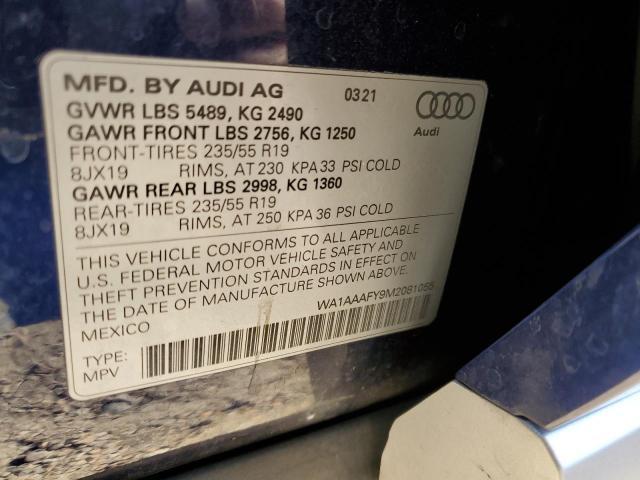 MFD. BY AUDI AG 03 21
GVWR LBS 5489, KG 2490
GAWR FRONT LBS 2756, KG 1250
FRONT-TIRES 235/55 R19
8JX19 RIMS, AT 230 KPA 33 PSI COLD
GAWR REAR LBS 2998, KG 1360
REAR-TIRES 235/55 R19
8JX19 RIMS, AT 250 KPA 36 PSI COLD
Audi
THIS VEHICLE CONFORMS TO ALL APPLICABLE
U.S. FEDERAL MOTOR VEHICLE SAFETY AND
THEFT PREVENTION STANDARDS IN EFFECT ON
THE DATE OF MANUFACTURE SHOWN ABOVE.
MEXICO WA1AAAFY9M2081055
TYPE:
MPV